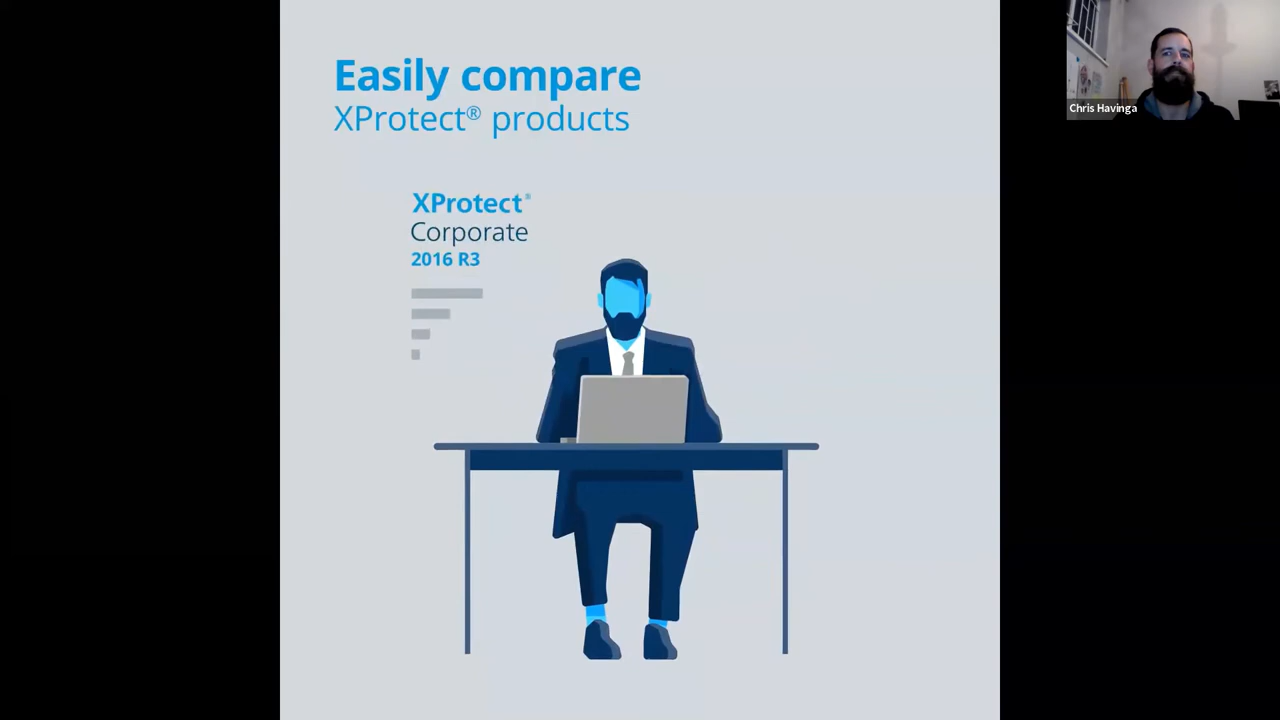 Easily compare
XProtect® products
XProtect®
Corporate
2016 R3
Chris Havinga